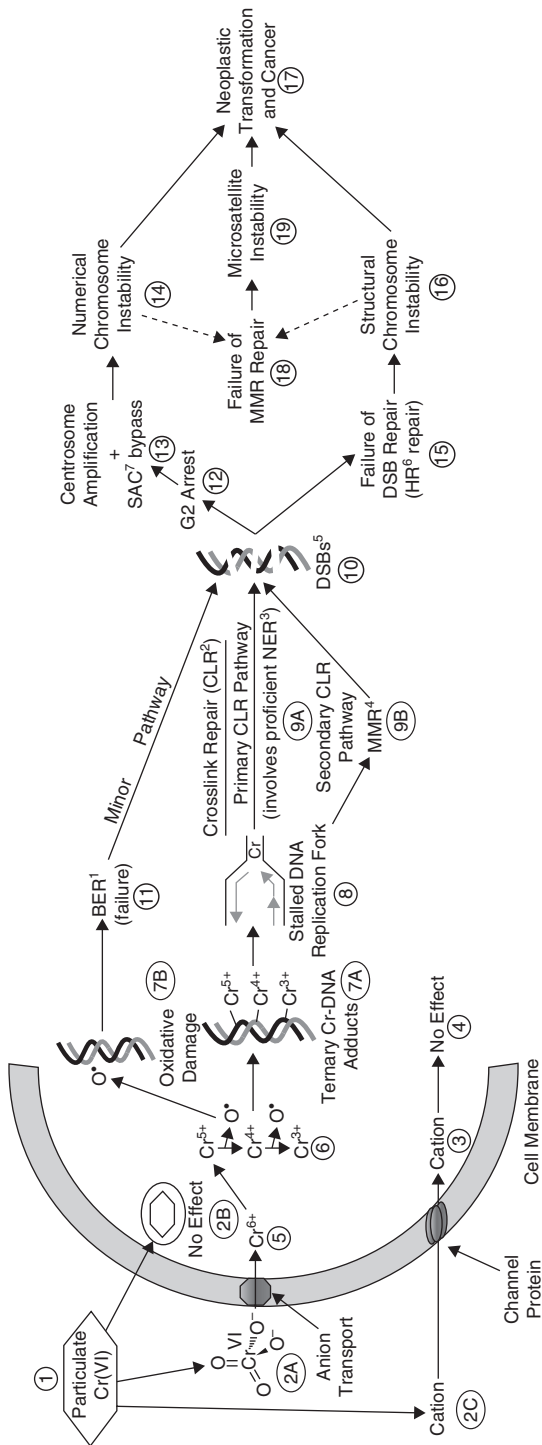 1
Particulate
Cr(VI)
O
VI
O
Cr
O⁻
O⁻
2A
Anion
Transport
Cation
2C
No Effect
2B
Cr⁶⁺
5
Channel
Protein
Cell Membrane
Cation
3
No Effect
4
Cr⁵⁺
O•
Cr⁴⁺
O•
Cr³⁺
6
O•
Oxidative
Damage
7B
Cr⁵⁺
Cr⁴⁺
Cr³⁺
Ternary Cr-DNA
Adducts
7A
BER¹
(failure)
11
Minor Pathway
Cr
Stalled DNA
Replication Fork
8
Crosslink Repair (CLR²)
Primary CLR Pathway
(involves proficient NER³)
9A
Secondary CLR
Pathway
MMR⁴
9B
DSBs⁵
10
G2 Arrest
12
Centrosome
Amplification
+
SAC⁷ bypass
13
Numerical
Chromosome
Instability
14
Failure of
DSB Repair
(HR⁶ repair)
15
Structural
Chromosome
Instability
16
Failure of
MMR Repair
18
Microsatellite
Instability
19
Neoplastic
Transformation
and Cancer
17